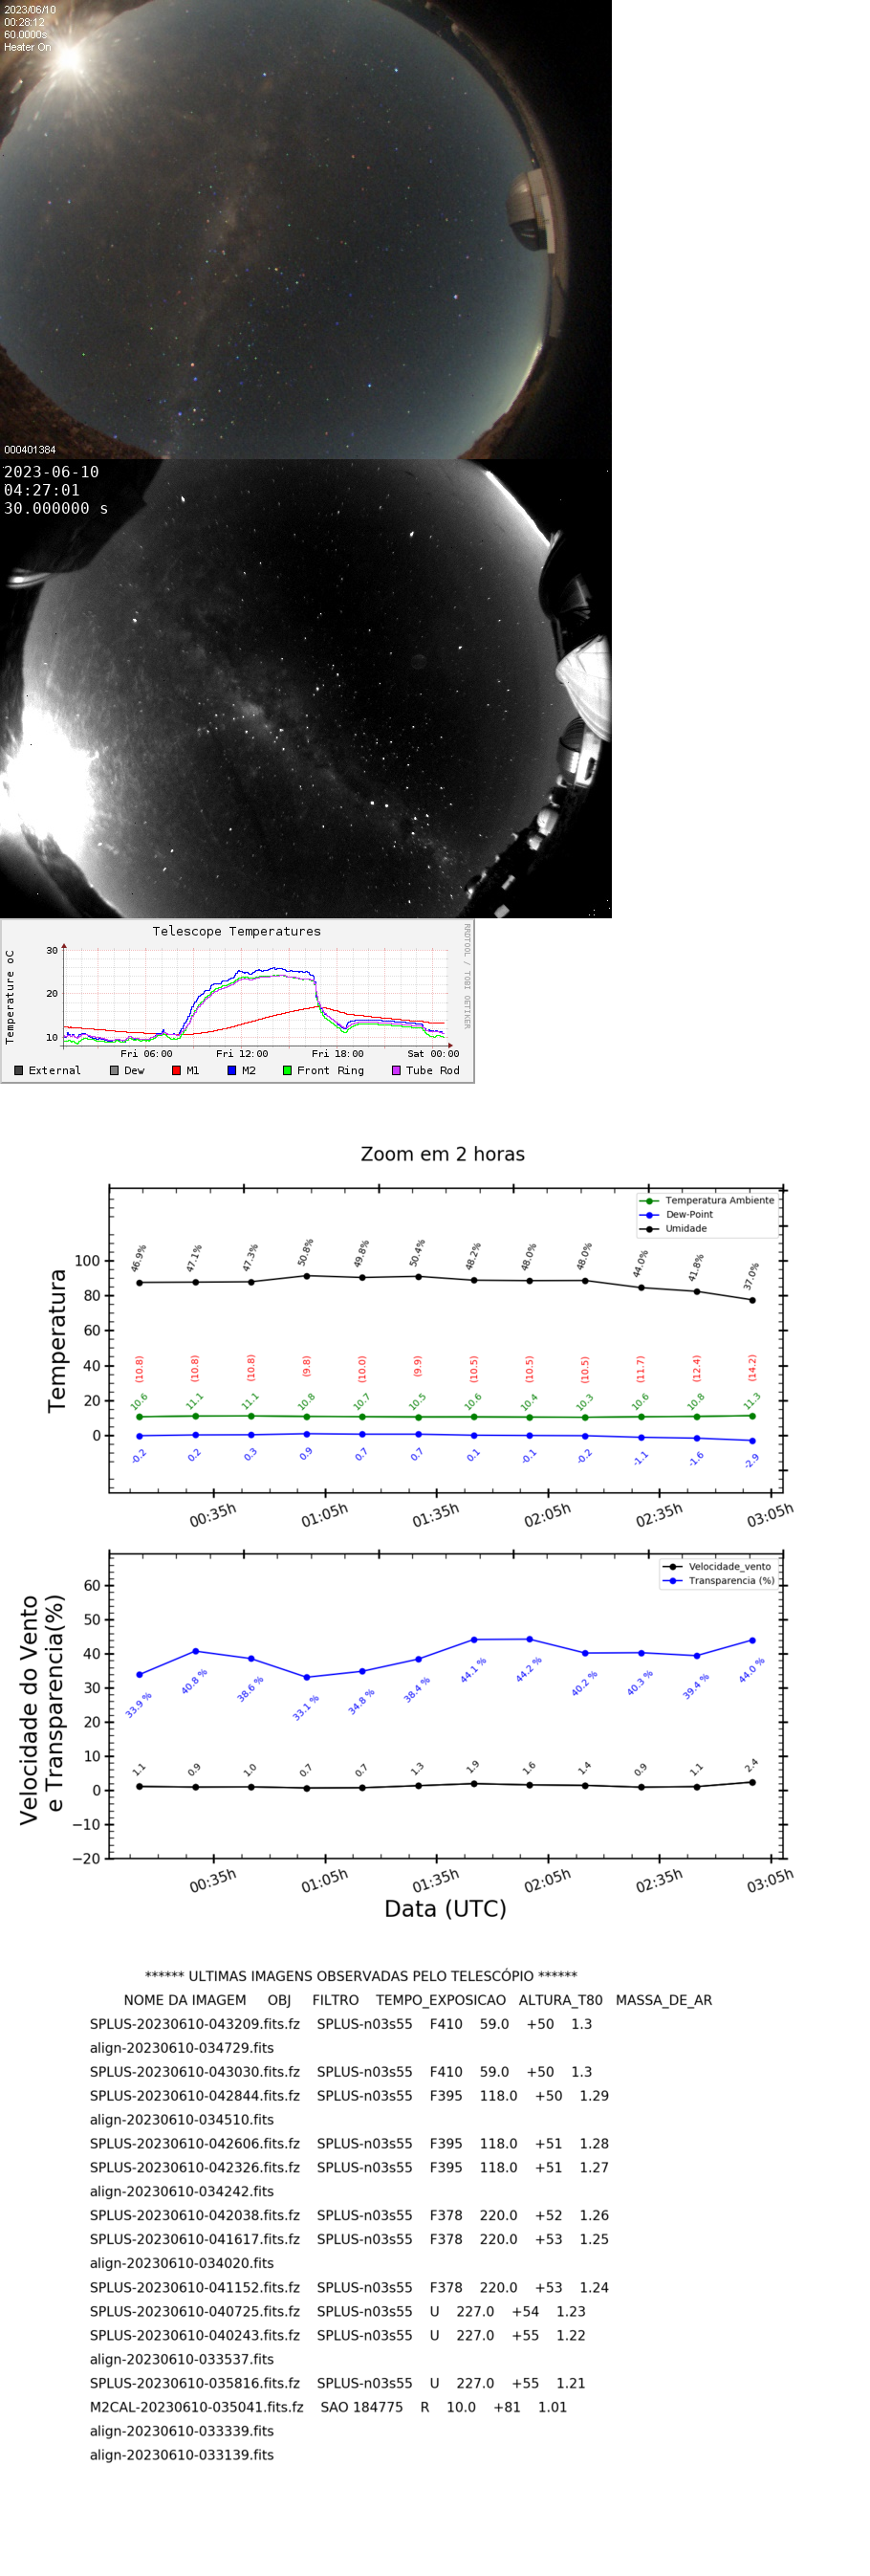 2023/06/10
00:28:12
60.0000s
Heater On
000401384
2023-06-10
04:27:01
30.000000 s
Telescope Temperatures
RRDTOOL / TOBI OETIKER
Temperature oC
30
20
10
Fri 06:00 Fri 12:00 Fri 18:00 Sat 00:00
External Dew M1 M2 Front Ring Tube Rod
Zoom em 2 horas
Temperatura Ambiente
Dew-Point
Umidade
Temperatura
100
80
60
40
20
0
46.9% 47.1% 47.3% 50.8% 49.8% 50.4% 48.2% 48.0% 48.0% 44.0% 41.8% 37.0%
(10.8) (10.8) (10.8) (9.8) (10.0) (9.9) (10.5) (10.5) (10.5) (11.7) (12.4) (14.2)
10.6 11.1 11.1 10.8 10.7 10.5 10.6 10.4 10.3 10.6 10.8 11.3
-0.2 0.2 0.3 0.9 0.7 0.7 0.1 -0.1 -0.2 -1.1 -1.6 -2.9
00:35h 01:05h 01:35h 02:05h 02:35h 03:05h
Velocidade_vento
Transparencia (%)
Velocidade do Vento
e Transparencia(%)
60
50
40
30
20
10
0
−10
−20
33.9 % 40.8 % 38.6 % 33.1 % 34.8 % 38.4 % 44.1 % 44.2 % 40.2 % 40.3 % 39.4 % 44.0 %
1.1 0.9 1.0 0.7 0.7 1.3 1.9 1.6 1.4 0.9 1.1 2.4
00:35h 01:05h 01:35h 02:05h 02:35h 03:05h
Data (UTC)
****** ULTIMAS IMAGENS OBSERVADAS PELO TELESCÓPIO ******
NOME DA IMAGEM OBJ FILTRO TEMPO_EXPOSICAO ALTURA_T80 MASSA_DE_AR
SPLUS-20230610-043209.fits.fz SPLUS-n03s55 F410 59.0 +50 1.3
align-20230610-034729.fits
SPLUS-20230610-043030.fits.fz SPLUS-n03s55 F410 59.0 +50 1.3
SPLUS-20230610-042844.fits.fz SPLUS-n03s55 F395 118.0 +50 1.29
align-20230610-034510.fits
SPLUS-20230610-042606.fits.fz SPLUS-n03s55 F395 118.0 +51 1.28
SPLUS-20230610-042326.fits.fz SPLUS-n03s55 F395 118.0 +51 1.27
align-20230610-034242.fits
SPLUS-20230610-042038.fits.fz SPLUS-n03s55 F378 220.0 +52 1.26
SPLUS-20230610-041617.fits.fz SPLUS-n03s55 F378 220.0 +53 1.25
align-20230610-034020.fits
SPLUS-20230610-041152.fits.fz SPLUS-n03s55 F378 220.0 +53 1.24
SPLUS-20230610-040725.fits.fz SPLUS-n03s55 U 227.0 +54 1.23
SPLUS-20230610-040243.fits.fz SPLUS-n03s55 U 227.0 +55 1.22
align-20230610-033537.fits
SPLUS-20230610-035816.fits.fz SPLUS-n03s55 U 227.0 +55 1.21
M2CAL-20230610-035041.fits.fz SAO 184775 R 10.0 +81 1.01
align-20230610-033339.fits
align-20230610-033139.fits